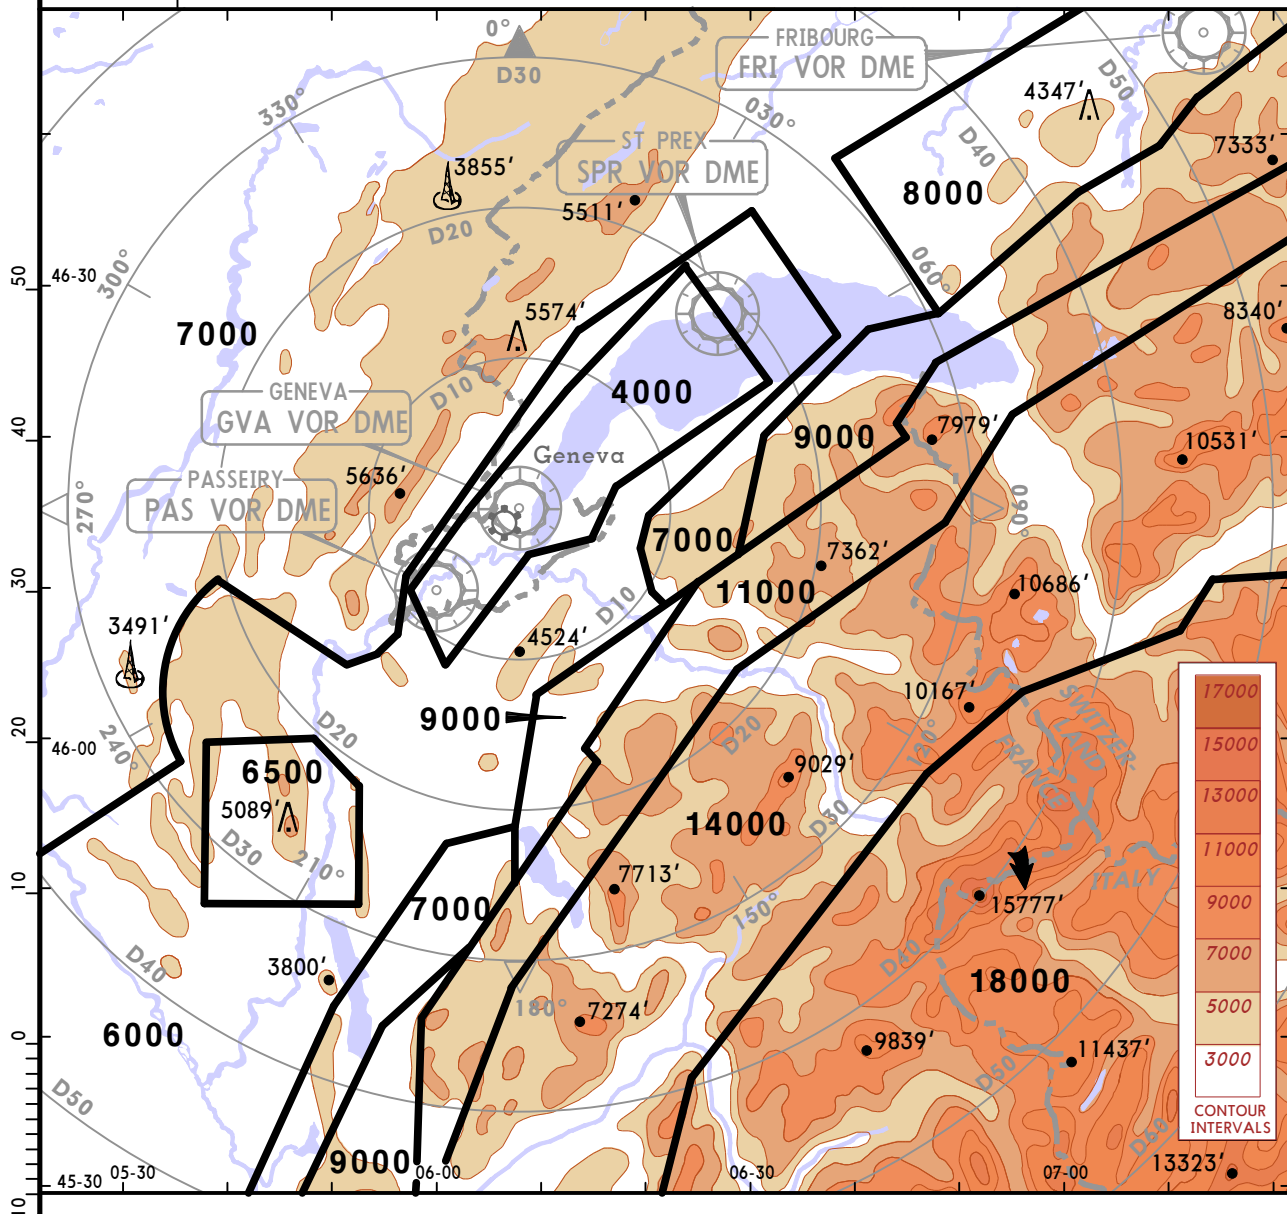 0°
D30
FRIBOURG
FRI VOR DME
D50
4347'
330°
030°
D40
7333'
ST PREX
SPR VOR DME
3855'
5511'
8000
D20
060°
50
46-30
300°
5574'
8340'
7000
D10
4000
GENEVA
GVA VOR DME
9000
7979'
10531'
40
Geneva
5636'
PASSEIRY
PAS VOR DME
270°
090°
7000
7362'
11000
10686'
30
D10
3491'
4524'
10167'
17000
SWITZER-
LAND
FRANCE
9000
D20
D20
120°
15000
20
46-00
240°
6500
9029'
13000
5089'
14000
D30
11000
D30
210°
7713'
ITALY
10
7000
150°
15777'
9000
D40
3800'
D40
7000
18000
180°
7274'
5000
6000
9839'
11437'
0
3000
D50
D50
CONTOUR
INTERVALS
D60
9000
13323'
45-30
05-30
06-00
06-30
07-00
10